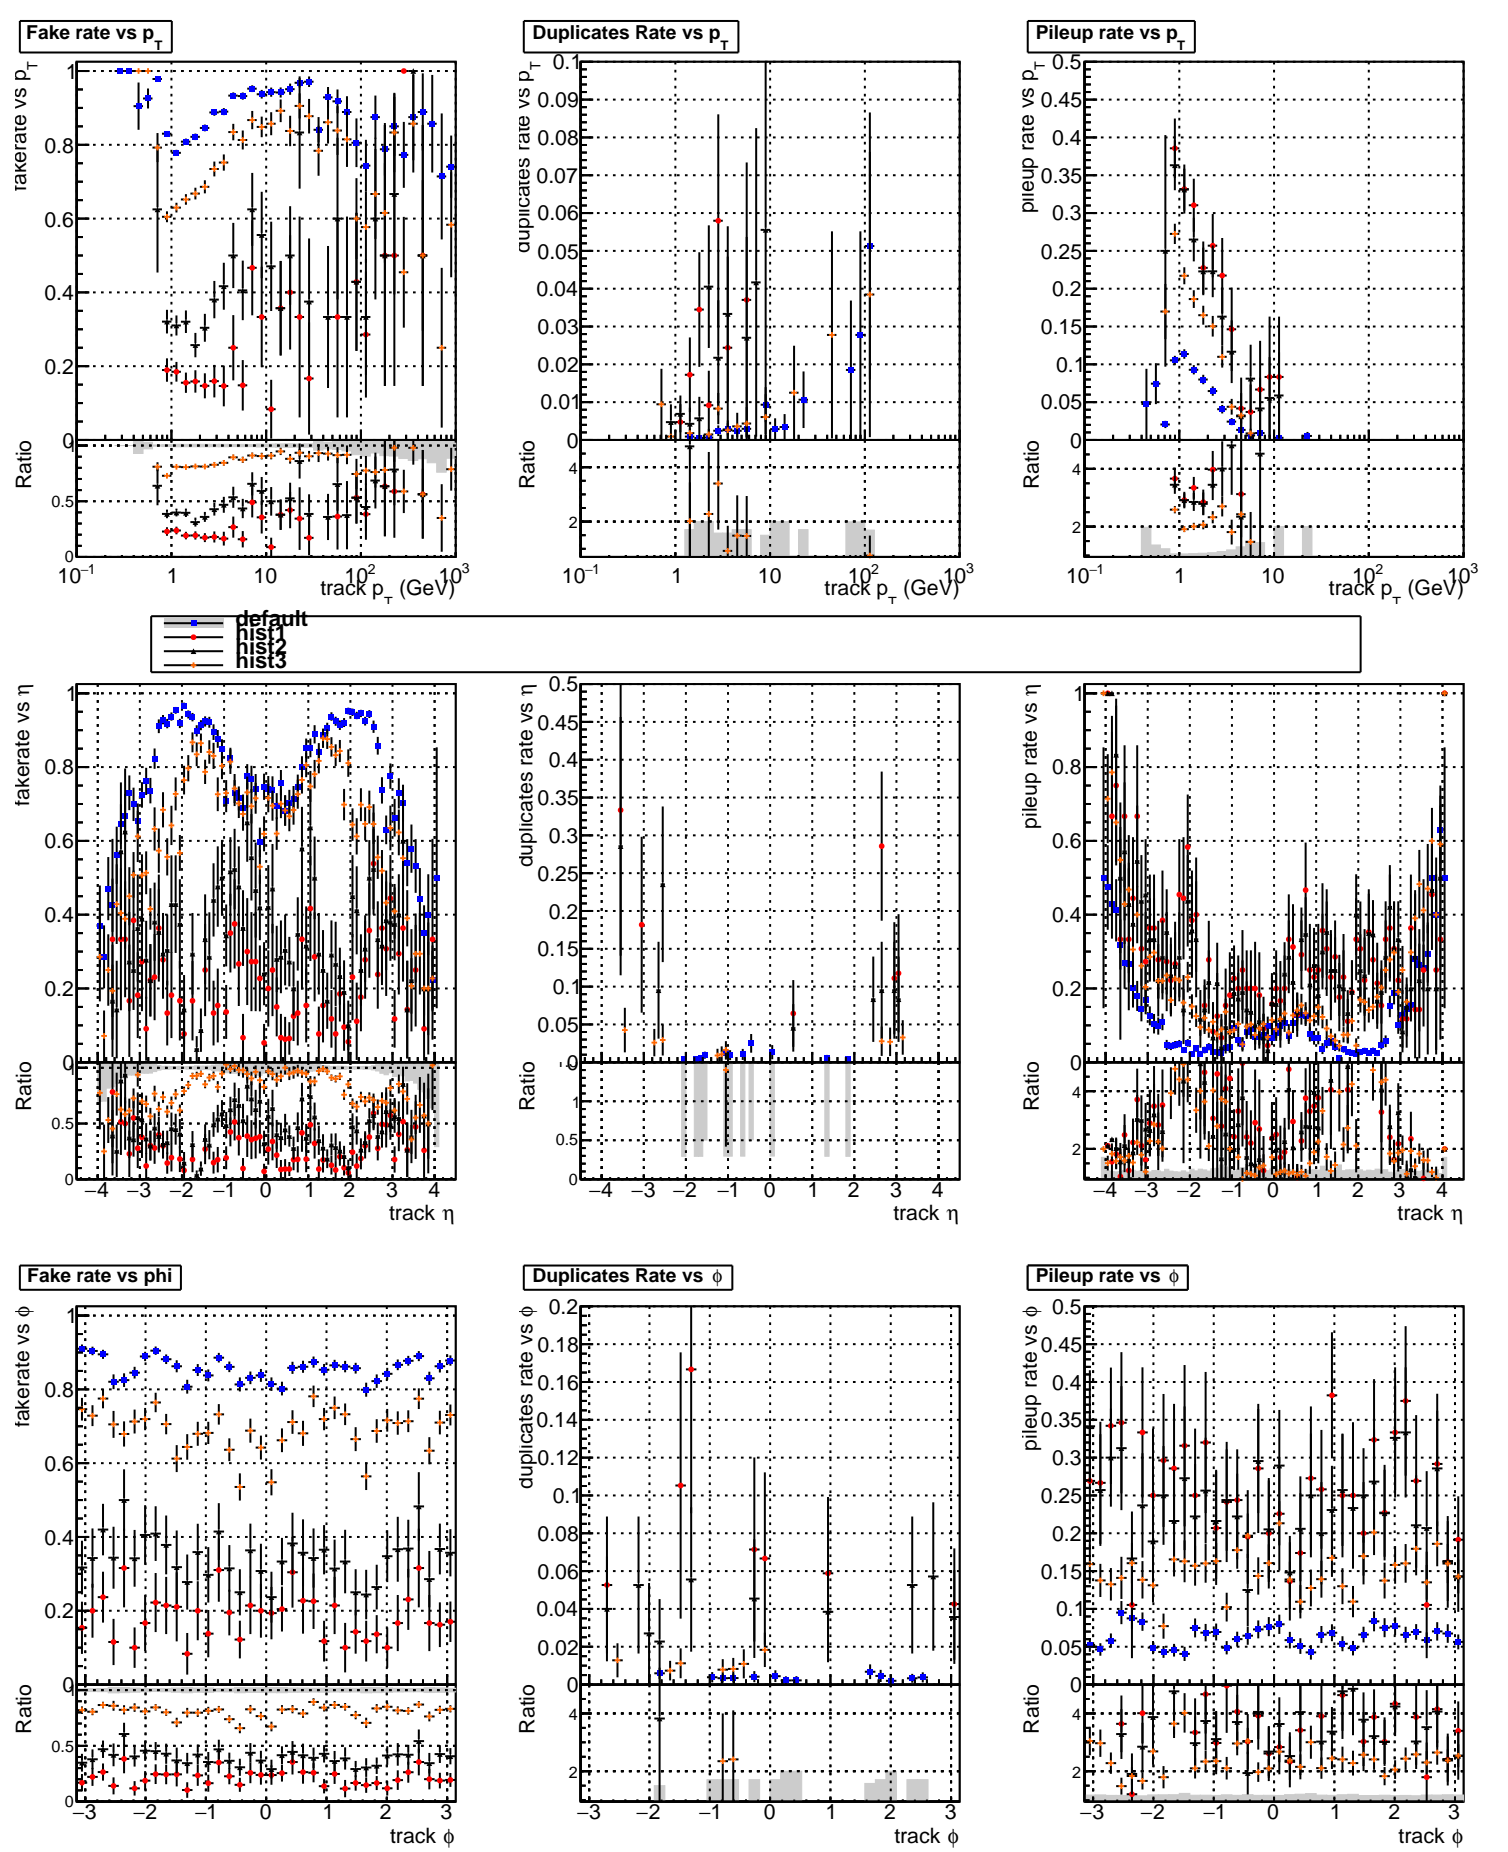 Fake rate vs p_T
Duplicates Rate vs p_T
Pileup rate vs p_T
fakerate vs p_T
1
0.8
0.6
0.4
0.2
0
Ratio
0.5
0
10⁻¹ 1 10 10² 10³
track p_T (GeV)
duplicates rate vs p_T
0.1
0.09
0.08
0.07
0.06
0.05
0.04
0.03
0.02
0.01
0
Ratio
4
2
10⁻¹ 1 10 10² 10³
track p_T (GeV)
pileup rate vs p_T
0.5
0.45
0.4
0.35
0.3
0.25
0.2
0.15
0.1
0.05
0
Ratio
4
2
10⁻¹ 1 10 10² 10³
track p_T (GeV)
default
hist1
hist2
hist3
fakerate vs η
1
0.8
0.6
0.4
0.2
0
Ratio
0.5
0
−4 −3 −2 −1 0 1 2 3 4
track η
duplicates rate vs η
0.5
0.45
0.4
0.35
0.3
0.25
0.2
0.15
0.1
0.05
0
Ratio
1
0.5
0
−4 −3 −2 −1 0 1 2 3 4
track η
pileup rate vs η
1
0.8
0.6
0.4
0.2
0
Ratio
4
2
−4 −3 −2 −1 0 1 2 3 4
track η
Fake rate vs phi
Duplicates Rate vs φ
Pileup rate vs φ
fakerate vs φ
1
0.8
0.6
0.4
0.2
0
Ratio
0.5
0
−3 −2 −1 0 1 2 3
track φ
duplicates rate vs φ
0.2
0.18
0.16
0.14
0.12
0.1
0.08
0.06
0.04
0.02
0
Ratio
4
2
−3 −2 −1 0 1 2 3
track φ
pileup rate vs φ
0.5
0.45
0.4
0.35
0.3
0.25
0.2
0.15
0.1
0.05
0
Ratio
4
2
−3 −2 −1 0 1 2 3
track φ